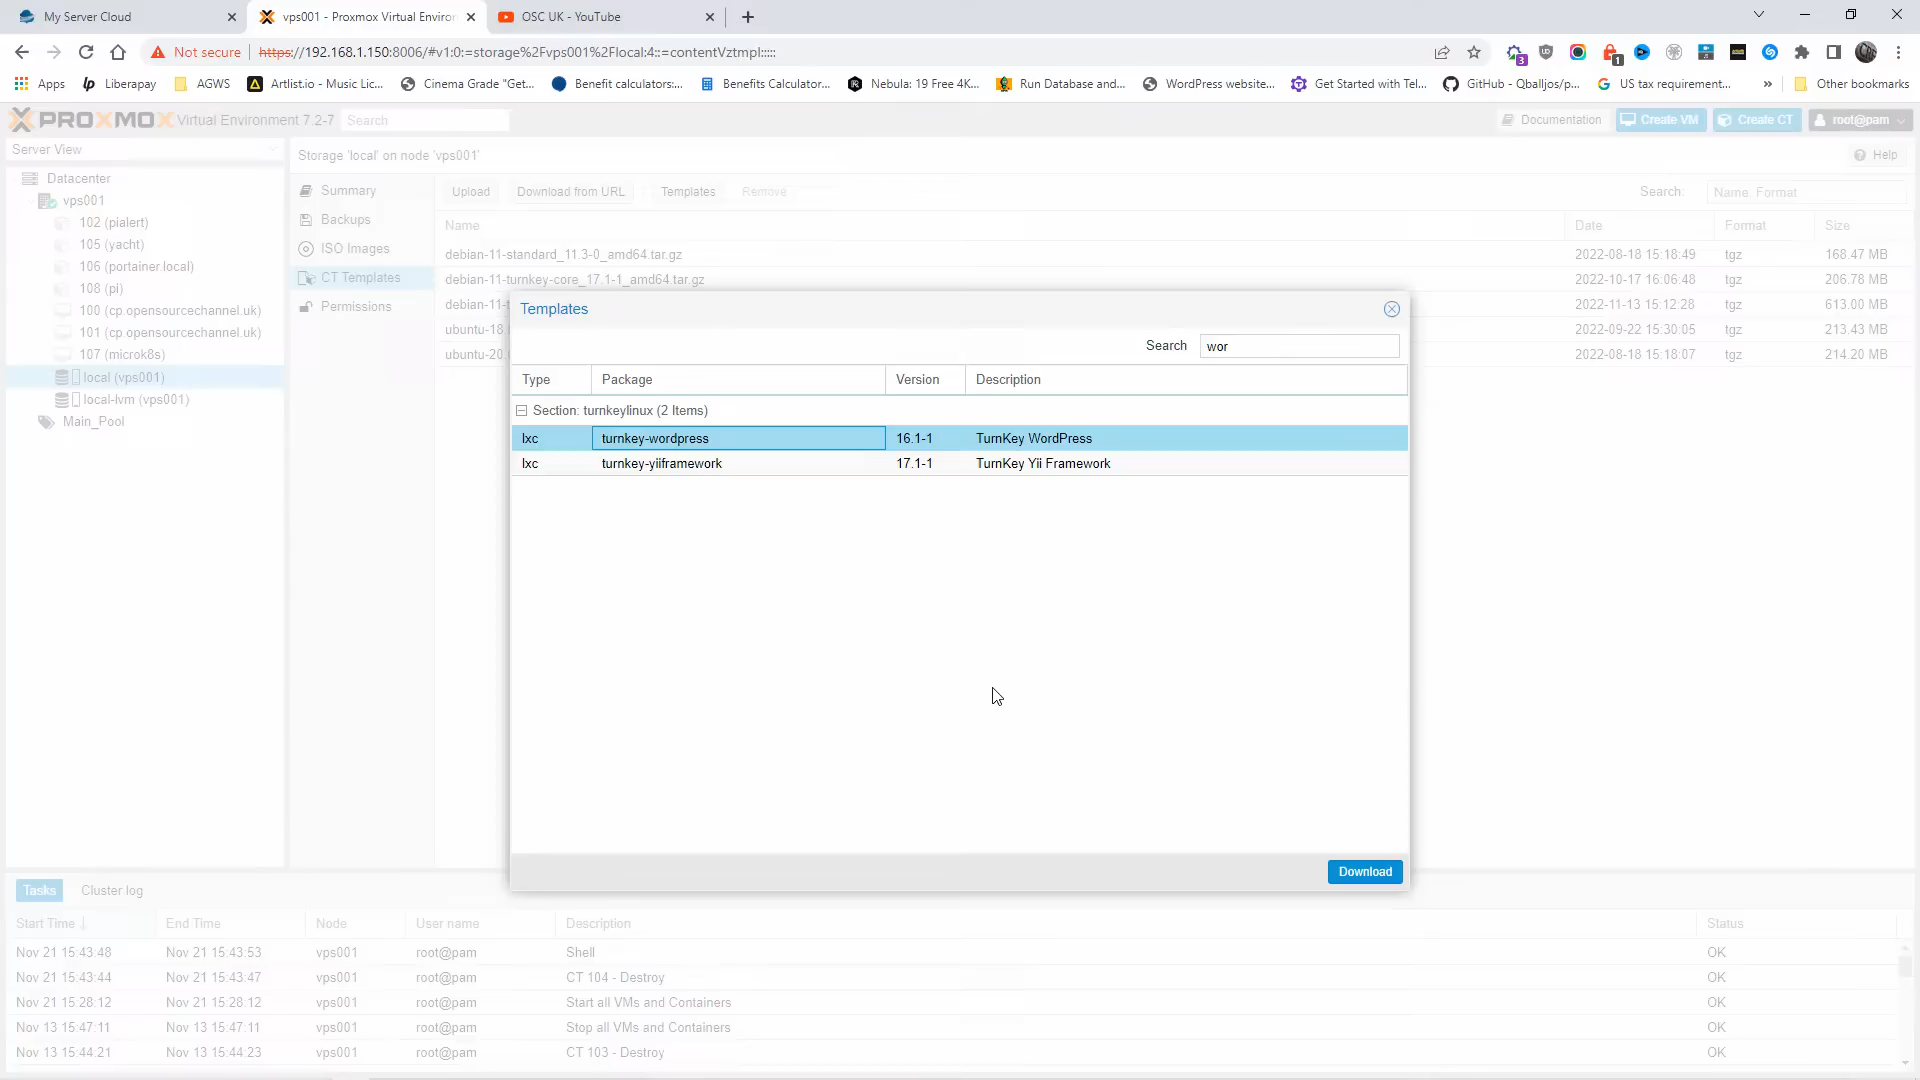 My Server Cloud
vps001 - Proxmox Virtual Enviror
OSC UK - YouTube
Not secure
https://192.168.1.150:8006/#v1:0:=storage%2Fvps001%2Flocal:4::=contentVztmpl:::::
3
1
Apps
Liberapay
AGWS
Artlist.io - Music Lic...
Cinema Grade "Get...
Benefit calculators:...
Benefits Calculator...
Nebula: 19 Free 4K...
Run Database and...
WordPress website...
Get Started with Tel...
GitHub - Qballjos/p...
US tax requirement...
»
Other bookmarks
PROXMOX Virtual Environment 7.2-7
Search
Documentation
Create VM
Create CT
root@pam
Server View
Storage 'local' on node 'vps001'
Help
Datacenter
vps001
102 (pialert)
105 (yacht)
106 (portainer.local)
108 (pi)
100 (cp.opensourcechannel.uk)
101 (cp.opensourcechannel.uk)
107 (microk8s)
local (vps001)
local-lvm (vps001)
Main_Pool
Summary
Backups
ISO Images
CT Templates
Permissions
Upload
Download from URL
Templates
Remove
Search:
Name, Format
Name
Date
Format
Size
debian-11-standard_11.3-0_amd64.tar.gz
2022-08-18 15:18:49
tgz
168.47 MB
debian-11-turnkey-core_17.1-1_amd64.tar.gz
2022-10-17 16:06:48
tgz
206.78 MB
debian-11-t
2022-11-13 15:12:28
tgz
613.00 MB
ubuntu-18.
2022-09-22 15:30:05
tgz
213.43 MB
ubuntu-20.
2022-08-18 15:18:07
tgz
214.20 MB
Templates
Search
wor
Type
Package
Version
Description
Section: turnkeylinux (2 Items)
lxc
turnkey-wordpress
16.1-1
TurnKey WordPress
lxc
turnkey-yiiframework
17.1-1
TurnKey Yii Framework
Download
Tasks
Cluster log
Start Time
End Time
Node
User name
Description
Status
Nov 21 15:43:48
Nov 21 15:43:53
vps001
root@pam
Shell
OK
Nov 21 15:43:44
Nov 21 15:43:47
vps001
root@pam
CT 104 - Destroy
OK
Nov 21 15:28:12
Nov 21 15:28:12
vps001
root@pam
Start all VMs and Containers
OK
Nov 13 15:47:11
Nov 13 15:47:11
vps001
root@pam
Stop all VMs and Containers
OK
Nov 13 15:44:21
Nov 13 15:44:23
vps001
root@pam
CT 103 - Destroy
OK